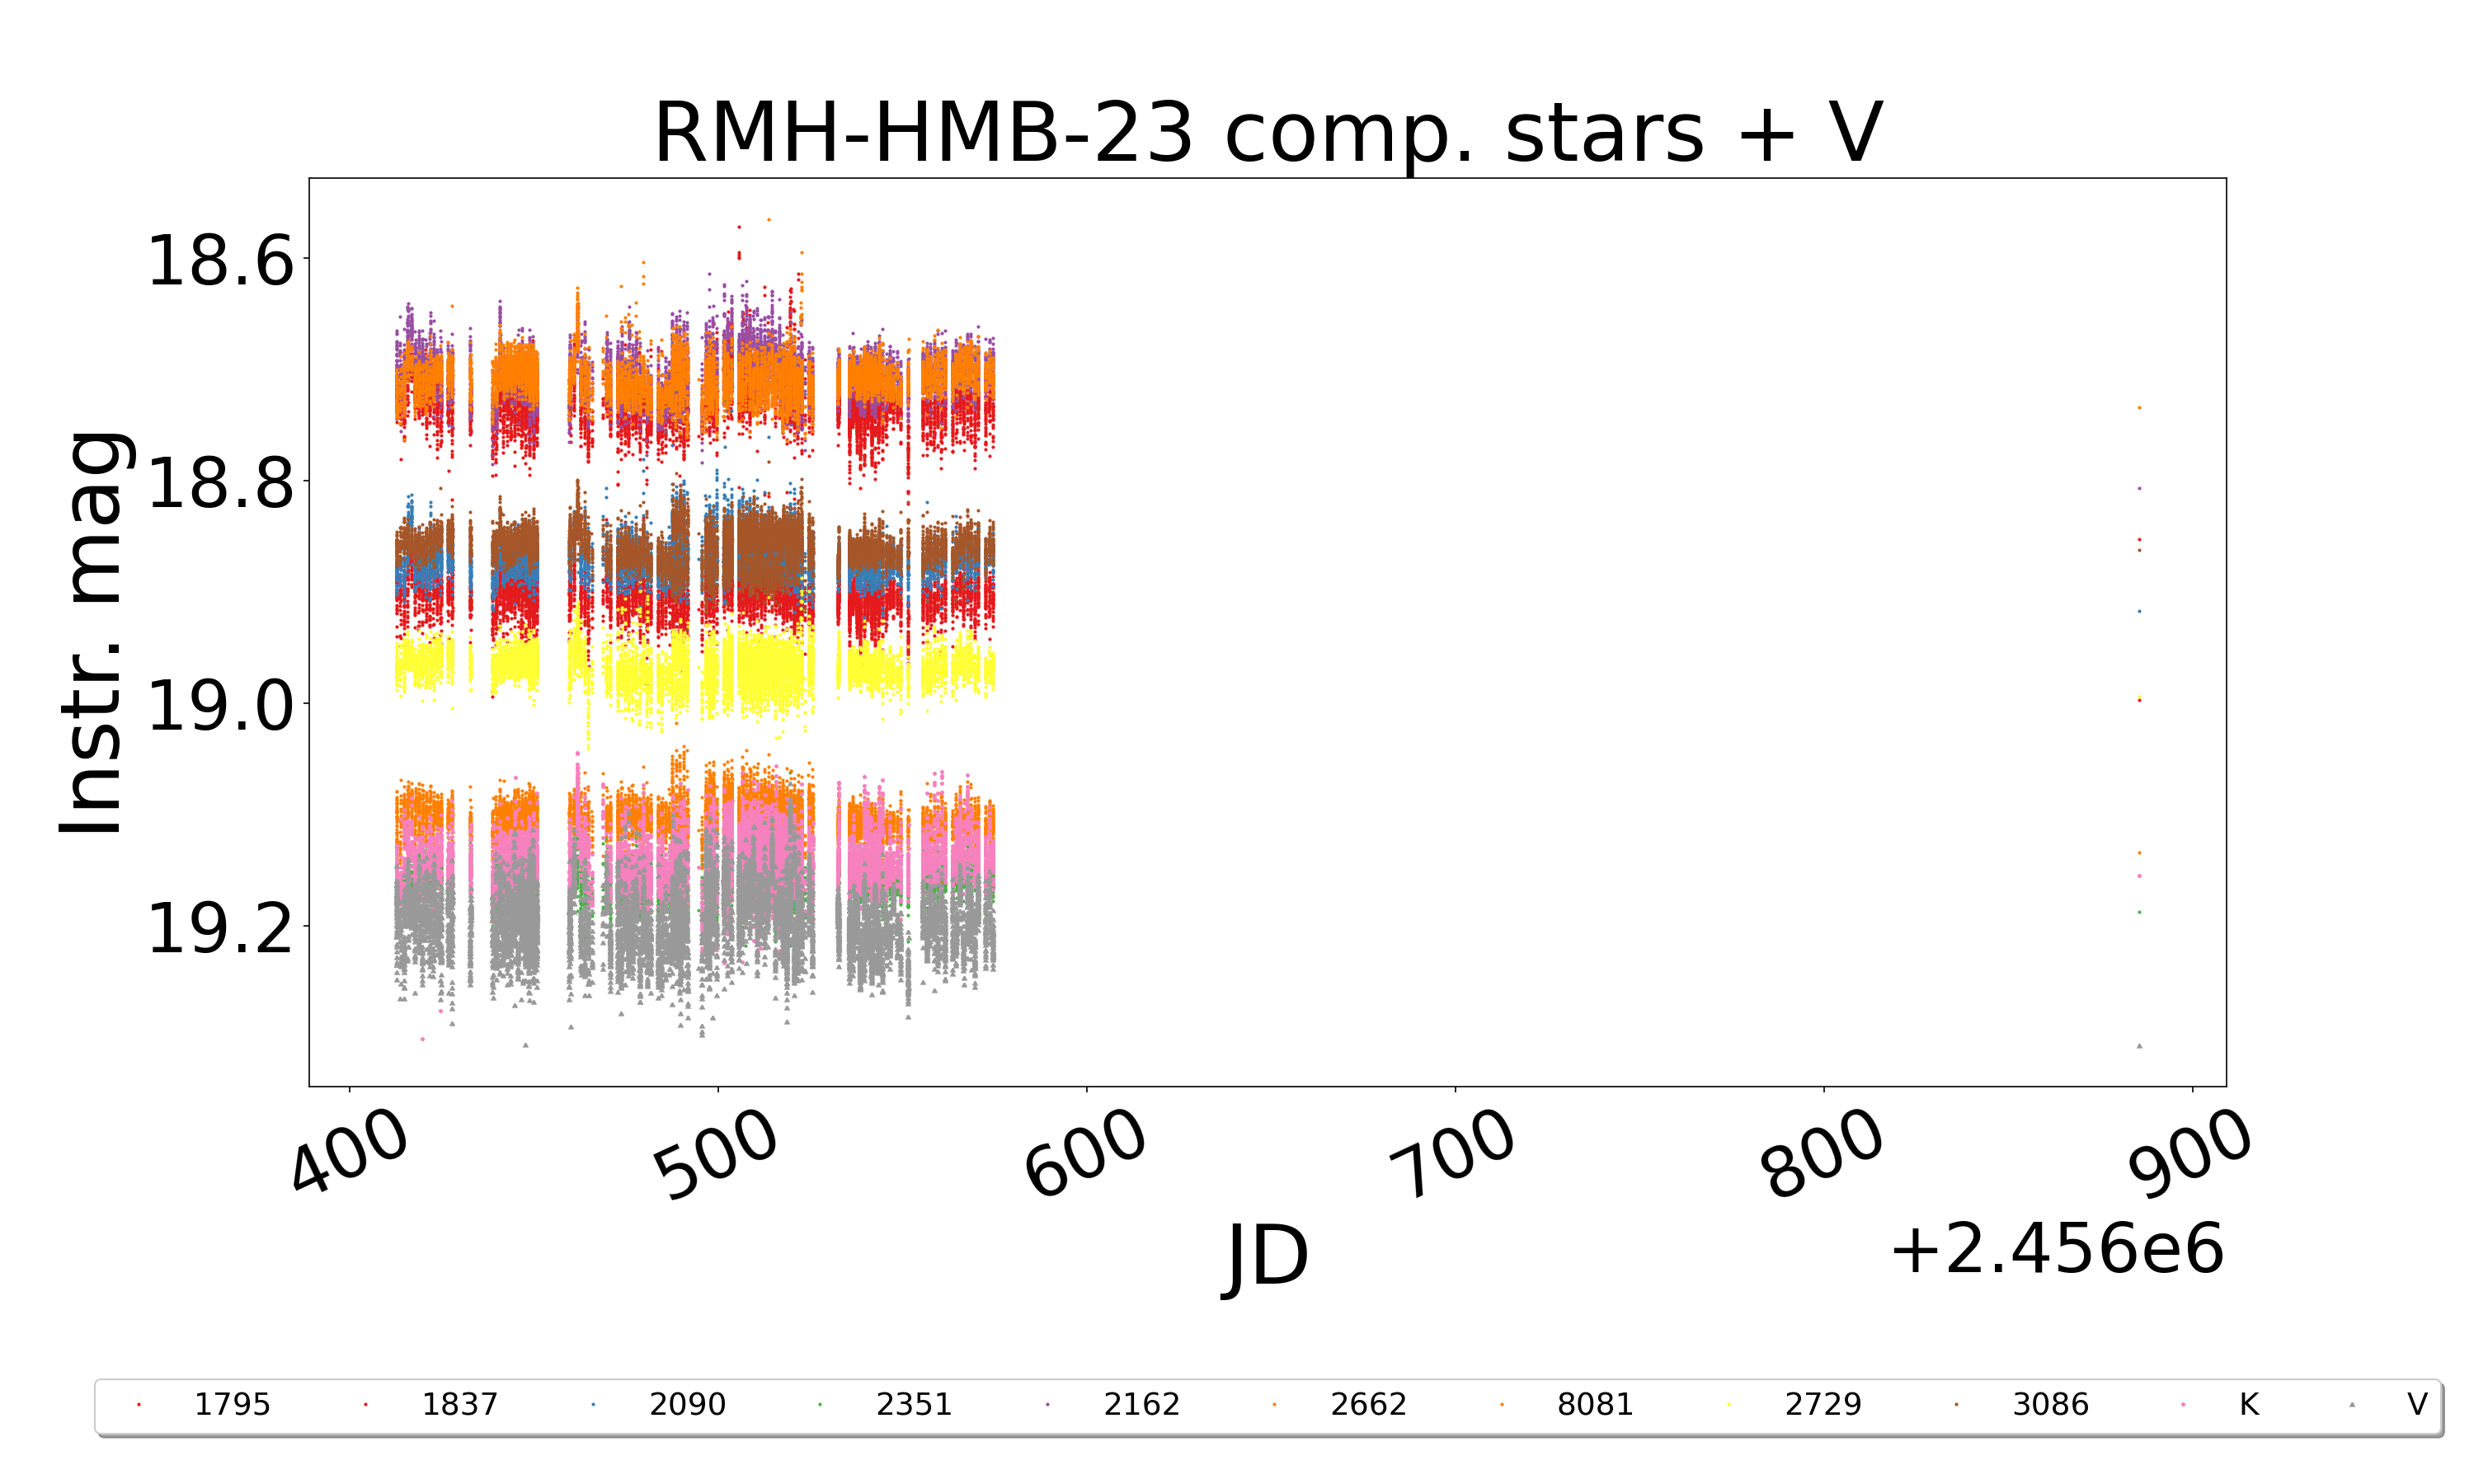 RMH-HMB-23 comp. stars + V
Instr. mag
18.6
18.8
19.0
19.2
400
500
600
700
800
900
JD
+2.456e6
1795 1837 2090 2351 2162 2662 8081 2729 3086 K V